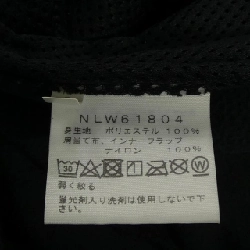 NLW61804
身生地 ポリエステル 100%
肩当て布、インナーフラップ
ナイロン 100%
30
弱く絞る
蛍光剤入り洗剤は使用しないで下さい